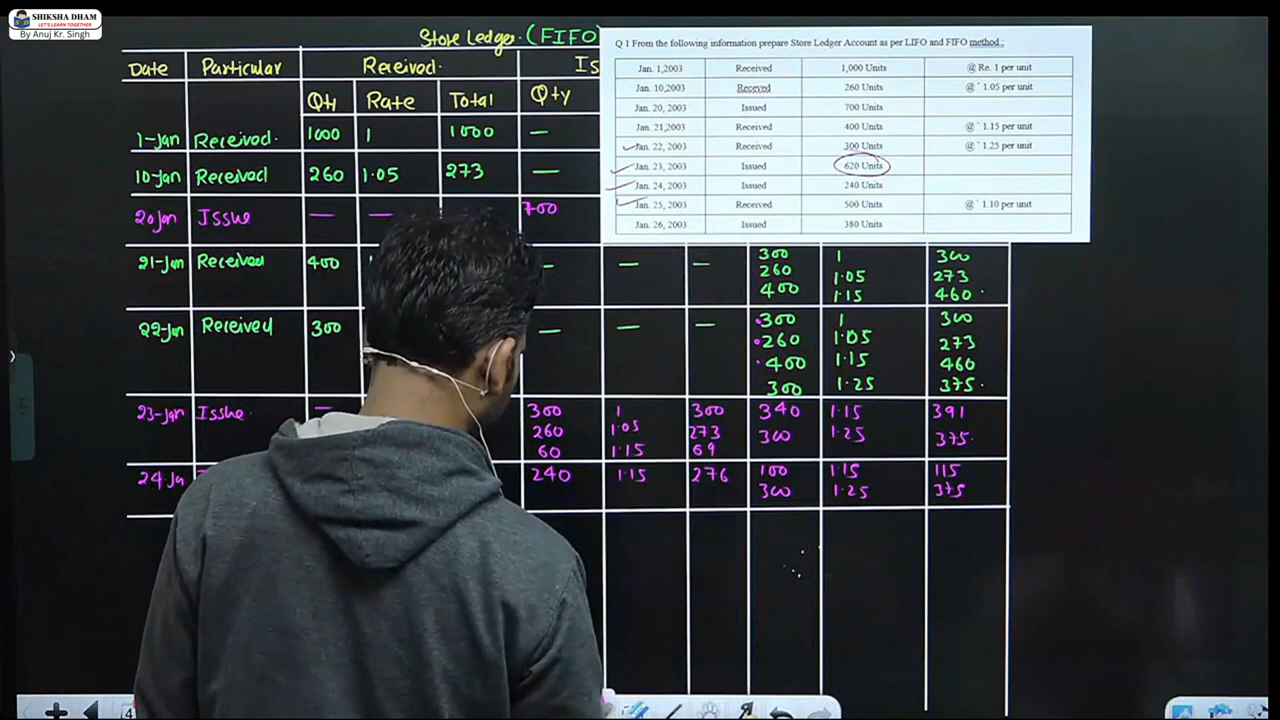 SHIKSHA DHAM
LET'S LEARN TOGETHER
By Anuj Kr. Singh
Store Ledger. (FIFO)
Q 1 From the following information prepare Store Ledger Account as per LIFO and FIFO method :
Jan. 1,2003 Received 1,000 Units @ Re. 1 per unit
Jan. 10,2003 Receved 260 Units @ ` 1.05 per unit
Jan. 20, 2003 Issued 700 Units
Jan. 21,2003 Received 400 Units @ ` 1.15 per unit
Jan. 22, 2003 Received 300 Units @ ` 1.25 per unit
Jan. 23, 2003 Issued 620 Units
Jan. 24, 2003 Issued 240 Units
Jan. 25, 2003 Received 500 Units @ ` 1.10 per unit
Jan. 26, 2003 Issued 380 Units
Date Particular Received. Is
Qty Rate Total Qty
1-Jan Received. 1000 1 1000 —
10-Jan Received 260 1.05 273 —
20Jan Isshe — — 700
21-Jan Received 400 — — — 300 1 300
260 1.05 273
400 1.15 460.
22-Jan Received 300 — — — 300 1 300
260 1.05 273
400 1.15 460
300 1.25 375.
23-Jan Isshe. — 300 1 300 340 1.15 391
260 1.05 273 300 1.25 375.
60 1.15 69
24.Ja 240 1.15 276 100 1.15 115
300 1.25 375